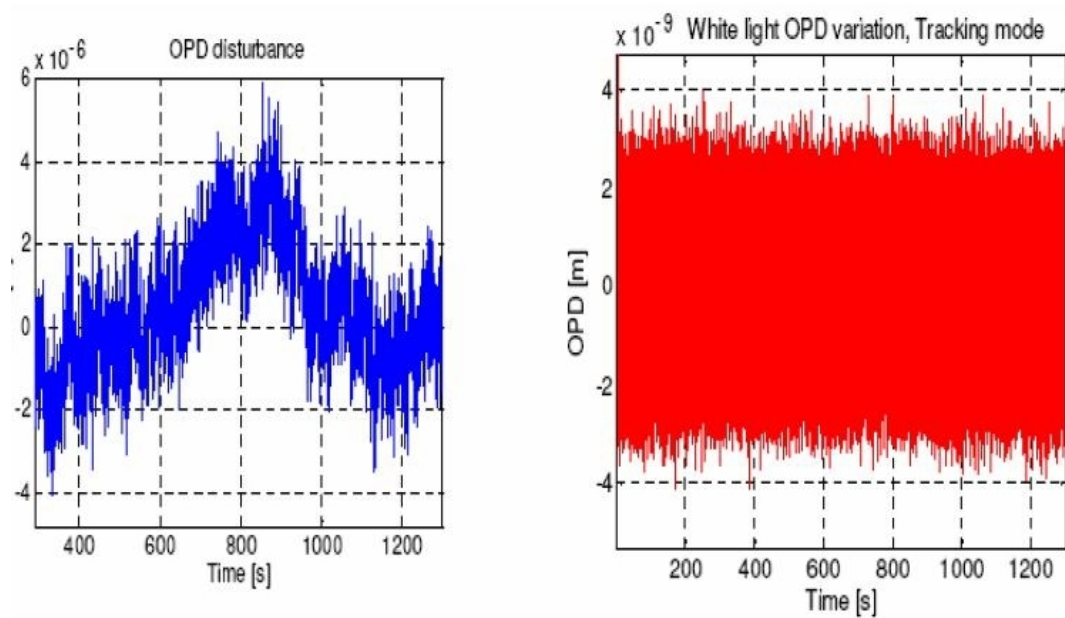 × 10⁻⁶
OPD disturbance
6
4
2
0
-2
-4
400 600 800 1000 1200
Time [s]
× 10⁻⁹
White light OPD variation, Tracking mode
4
2
0
-2
-4
OPD [m]
200 400 600 800 1000 1200
Time [s]